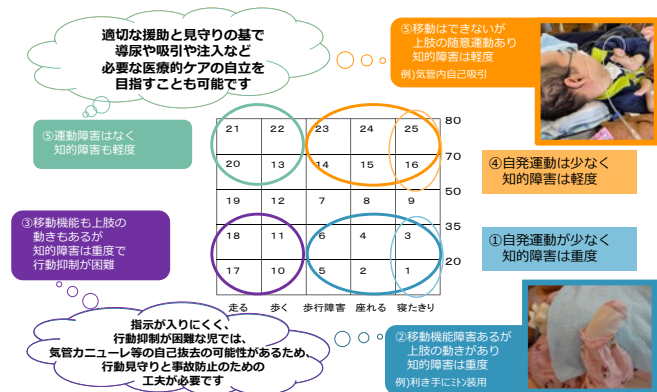 適切な援助と見守りの基で
導尿や吸引や注入など
必要な医療的ケアの自立を
目指すことも可能です
⑤移動はできないが
上肢の随意運動あり
知的障害は軽度
例)気管内自己吸引
⑤運動障害はなく
知的障害も軽度
④自発運動は少なく
知的障害は軽度
③移動機能も上肢の
動きもあるが
知的障害は重度で
行動抑制が困難
①自発運動が少なく
知的障害は重度
21 22 23 24 25 80
20 13 14 15 16 70
19 12 7 8 9 50
18 11 6 4 3 35
17 10 5 2 1 20
走る 歩く 歩行障害 座れる 寝たきり
指示が入りにくく、
行動抑制が困難な児では、
気管カニューレ等の自己抜去の可能性があるため、
行動見守りと事故防止のための
工夫が必要です
②移動機能障害あるが
上肢の動きがあり
知的障害は重度
例)利き手にミトン装用